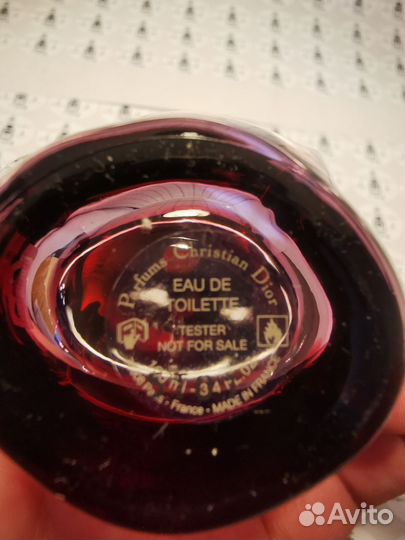 Parfums Christian Dior
EAU DE
TOILETTE
TESTER
NOT FOR SALE
France - MADE IN FRANCE
Avito